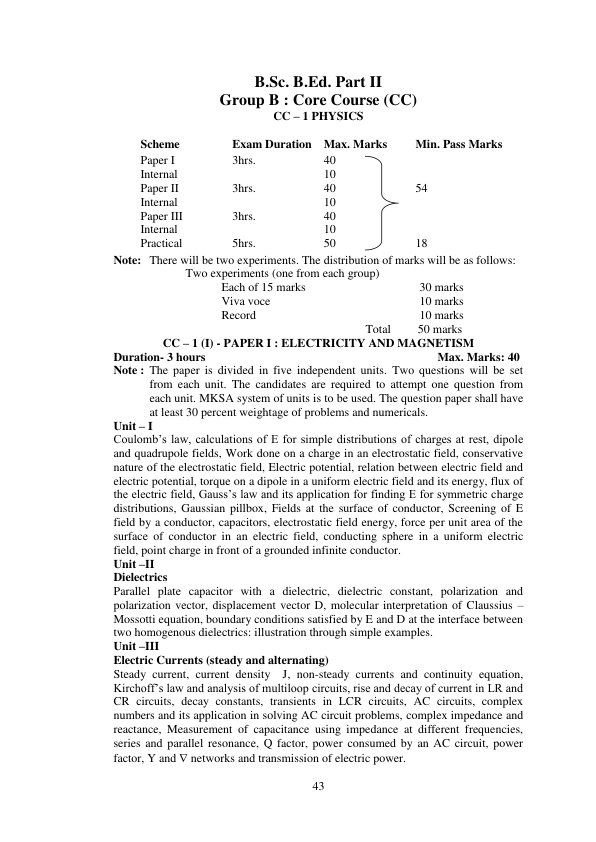 B.Sc. B.Ed. Part II
Group B : Core Course (CC)
CC – 1 PHYSICS
Scheme Exam Duration Max. Marks Min. Pass Marks
Paper I 3hrs. 40
Internal 10
Paper II 3hrs. 40 54
Internal 10
Paper III 3hrs. 40
Internal 10
Practical 5hrs. 50 18
Note: There will be two experiments. The distribution of marks will be as follows:
Two experiments (one from each group)
Each of 15 marks 30 marks
Viva voce 10 marks
Record 10 marks
Total 50 marks
CC – 1 (I) - PAPER I : ELECTRICITY AND MAGNETISM
Duration- 3 hours Max. Marks: 40
Note : The paper is divided in five independent units. Two questions will be set
from each unit. The candidates are required to attempt one question from
each unit. MKSA system of units is to be used. The question paper shall have
at least 30 percent weightage of problems and numericals.
Unit – I
Coulomb’s law, calculations of E for simple distributions of charges at rest, dipole
and quadrupole fields, Work done on a charge in an electrostatic field, conservative
nature of the electrostatic field, Electric potential, relation between electric field and
electric potential, torque on a dipole in a uniform electric field and its energy, flux of
the electric field, Gauss’s law and its application for finding E for symmetric charge
distributions, Gaussian pillbox, Fields at the surface of conductor, Screening of E
field by a conductor, capacitors, electrostatic field energy, force per unit area of the
surface of conductor in an electric field, conducting sphere in a uniform electric
field, point charge in front of a grounded infinite conductor.
Unit –II
Dielectrics
Parallel plate capacitor with a dielectric, dielectric constant, polarization and
polarization vector, displacement vector D, molecular interpretation of Claussius –
Mossotti equation, boundary conditions satisfied by E and D at the interface between
two homogenous dielectrics: illustration through simple examples.
Unit –III
Electric Currents (steady and alternating)
Steady current, current density J, non-steady currents and continuity equation,
Kirchoff’s law and analysis of multiloop circuits, rise and decay of current in LR and
CR circuits, decay constants, transients in LCR circuits, AC circuits, complex
numbers and its application in solving AC circuit problems, complex impedance and
reactance, Measurement of capacitance using impedance at different frequencies,
series and parallel resonance, Q factor, power consumed by an AC circuit, power
factor, Y and ∇ networks and transmission of electric power.
43